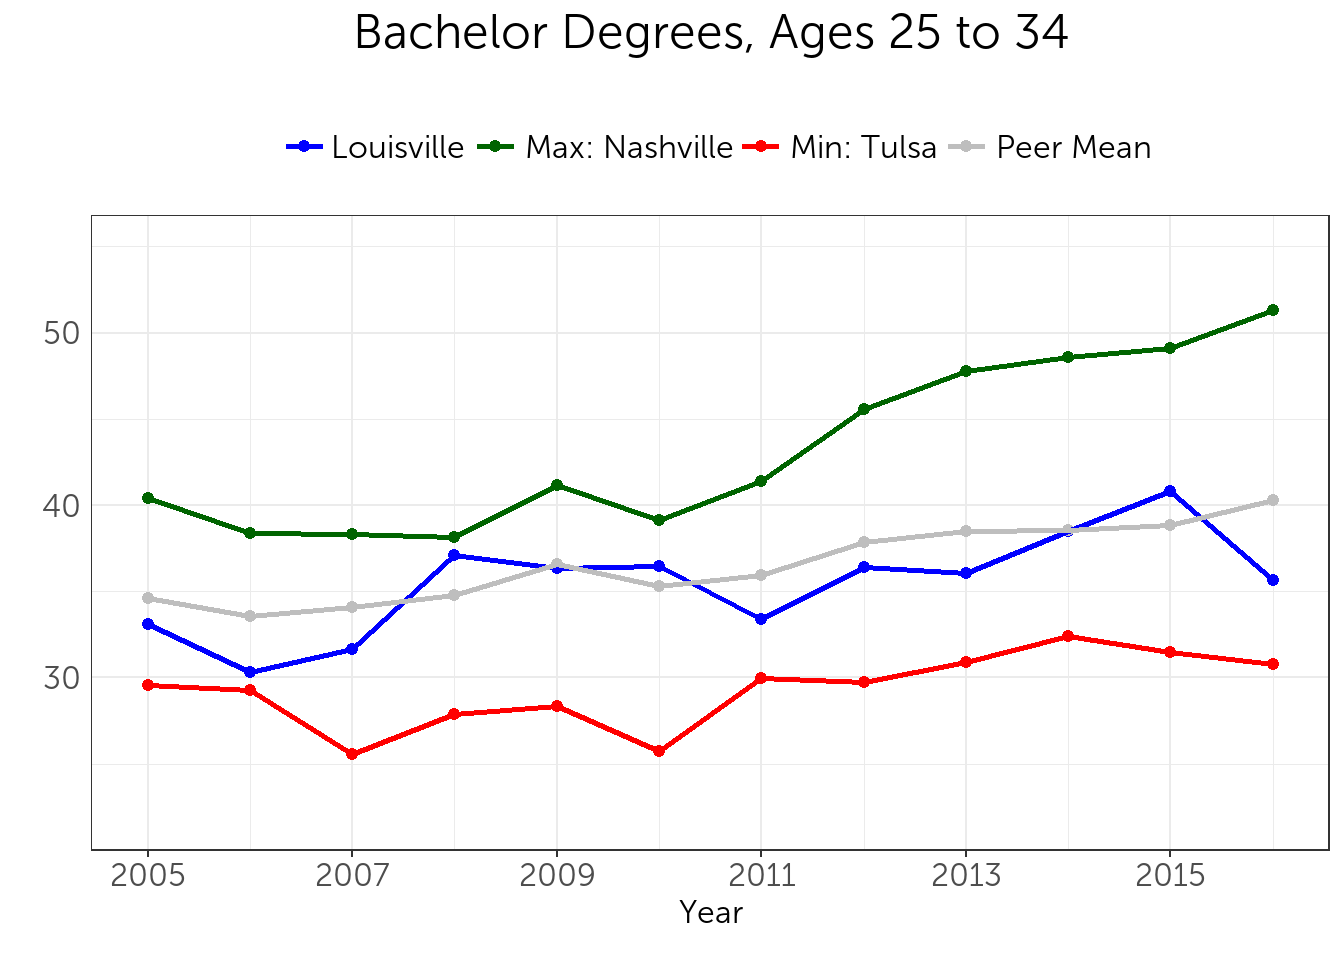 Bachelor Degrees, Ages 25 to 34
Louisville Max: Nashville Min: Tulsa Peer Mean
50
40
30
2005 2007 2009 2011 2013 2015
Year